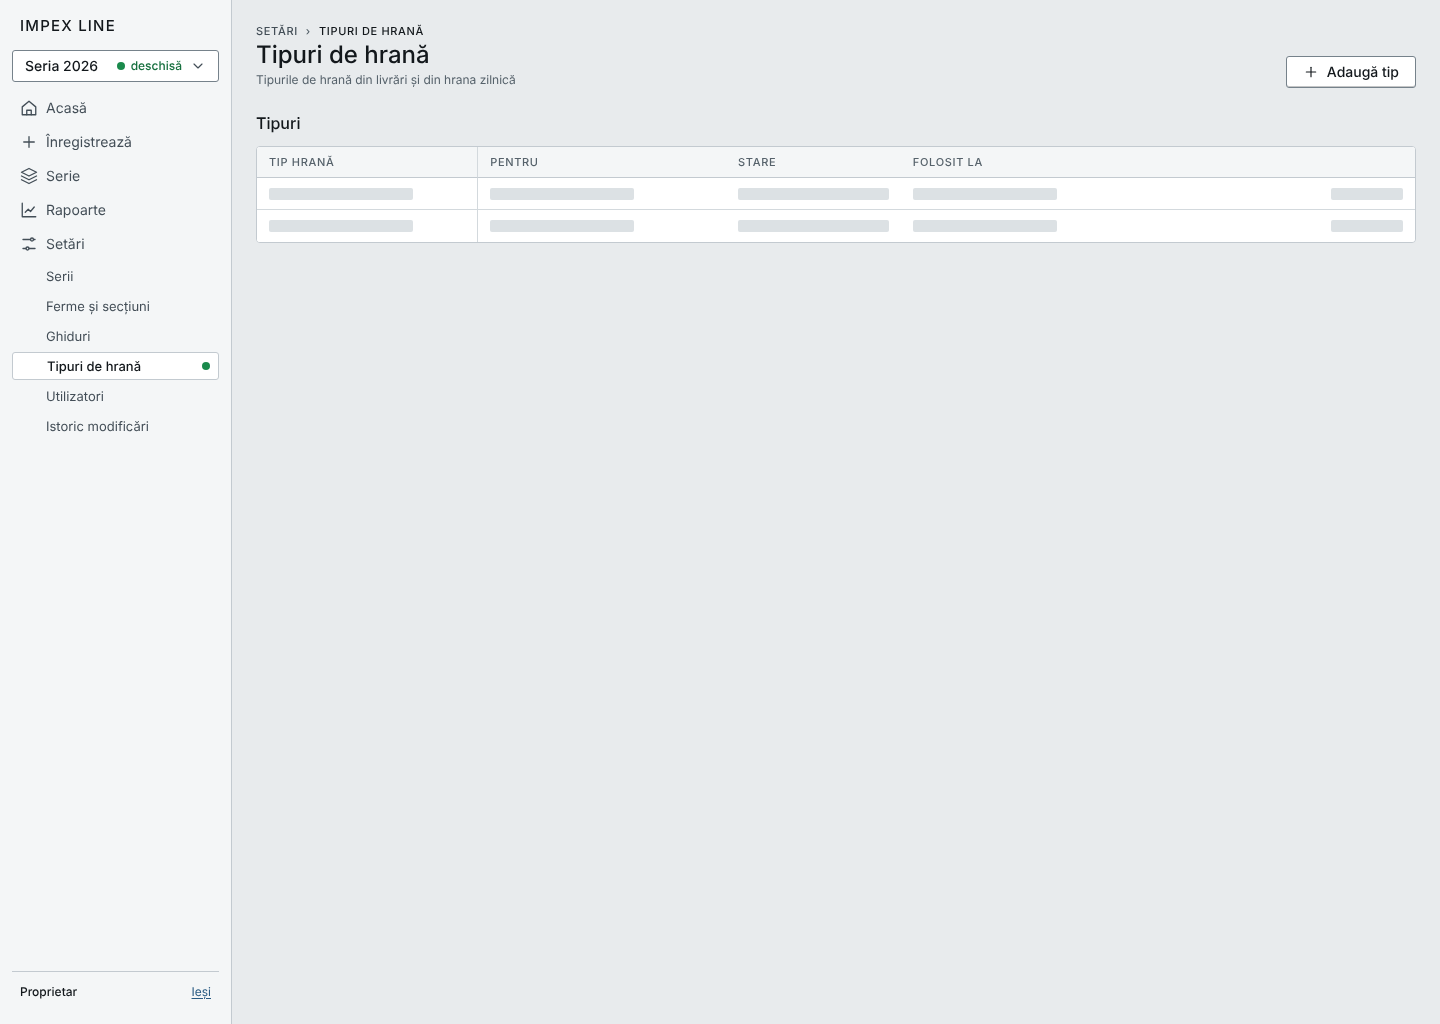 IMPEX LINE
Seria 2026 deschisă
Acasă
Înregistrează
Serie
Rapoarte
Setări
Serii
Ferme și secțiuni
Ghiduri
Tipuri de hrană
Utilizatori
Istoric modificări
Proprietar Ieși
SETĂRI › TIPURI DE HRANĂ
Tipuri de hrană
Tipurile de hrană din livrări și din hrana zilnică
Adaugă tip
Tipuri
TIP HRANĂ PENTRU STARE FOLOSIT LA